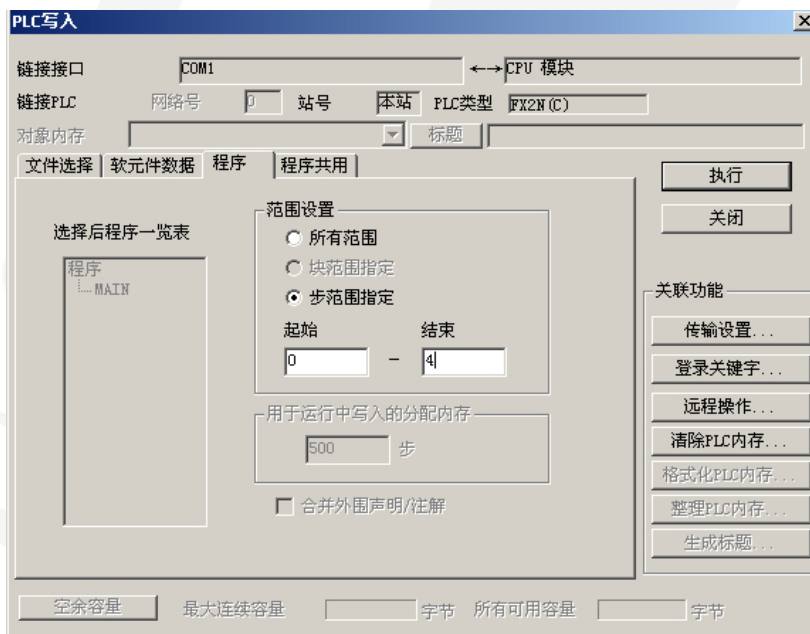 PLC写入
链接接口 COM1 ←→ CPU 模块
链接PLC 网络号 0 站号 本站 PLC类型 FX2N(C)
对象内存 标题
文件选择 软元件数据 程序 程序共用
执行
关闭
选择后程序一览表
程序
MAIN
范围设置
所有范围
块范围指定
步范围指定
起始 结束
0 - 4
用于运行中写入的分配内存
500 步
合并外围声明/注解
关联功能
传输设置...
登录关键字...
远程操作...
清除PLC内存...
格式化PLC内存...
整理PLC内存...
生成标题...
空余容量 最大连续容量 字节 所有可用容量 字节